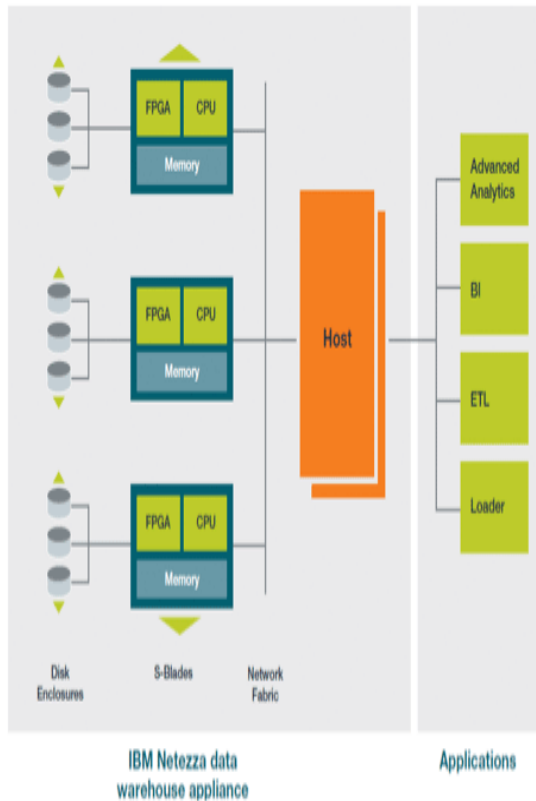 FPGA
CPU
Memory
FPGA
CPU
Memory
FPGA
CPU
Memory
Host
Advanced
Analytics
BI
ETL
Loader
Disk
Enclosures
S-Blades
Network
Fabric
IBM Netezza data
warehouse appliance
Applications